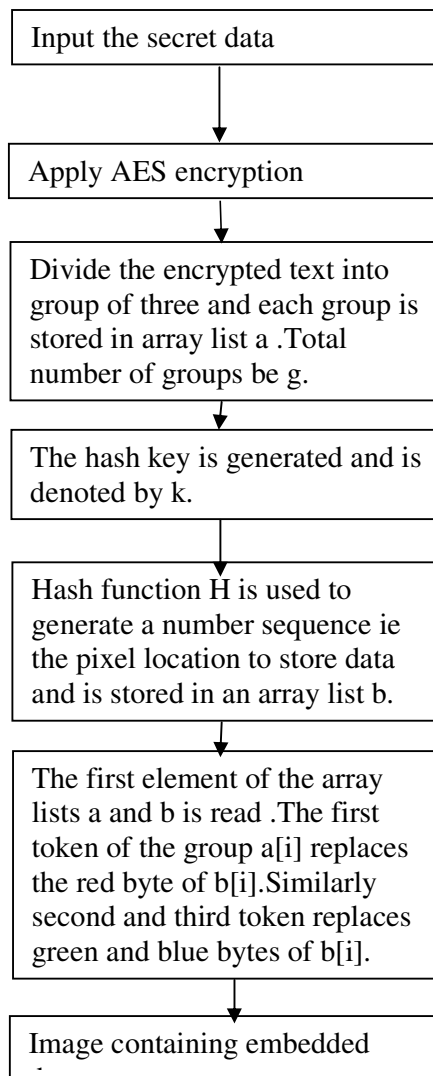 Input the secret data
Apply AES encryption
Divide the encrypted text into
group of three and each group is
stored in array list a .Total
number of groups be g.
The hash key is generated and is
denoted by k.
Hash function H is used to
generate a number sequence ie
the pixel location to store data
and is stored in an array list b.
The first element of the array
lists a and b is read .The first
token of the group a[i] replaces
the red byte of b[i].Similarly
second and third token replaces
green and blue bytes of b[i].
Image containing embedded